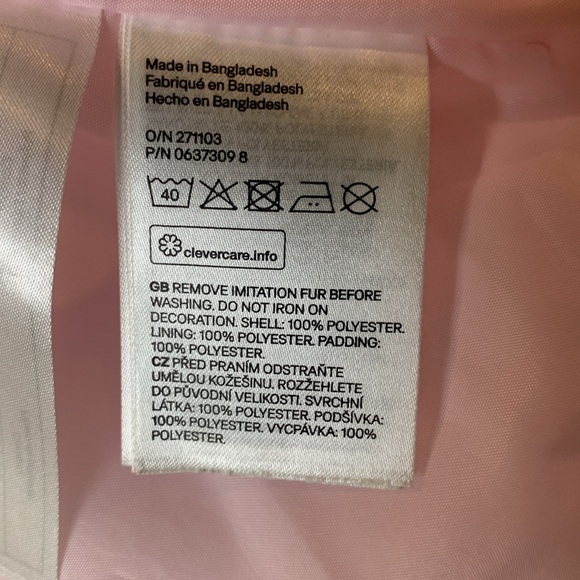 Made in Bangladesh
Fabriqué en Bangladesh
Hecho en Bangladesh
O/N 271103
P/N 0637309 8
40
clevercare.info
GB REMOVE IMITATION FUR BEFORE
WASHING. DO NOT IRON ON
DECORATION. SHELL: 100% POLYESTER.
LINING: 100% POLYESTER. PADDING:
100% POLYESTER.
CZ PŘED PRANÍM ODSTRAŇTE
UMĚLOU KOŽEŠINU. ROZŽEHLETE
DO PŮVODNÍ VELIKOSTI. SVRCHNÍ
LÁTKA: 100% POLYESTER. PODŠÍVKA:
100% POLYESTER. VYCPÁVKA: 100%
POLYESTER.